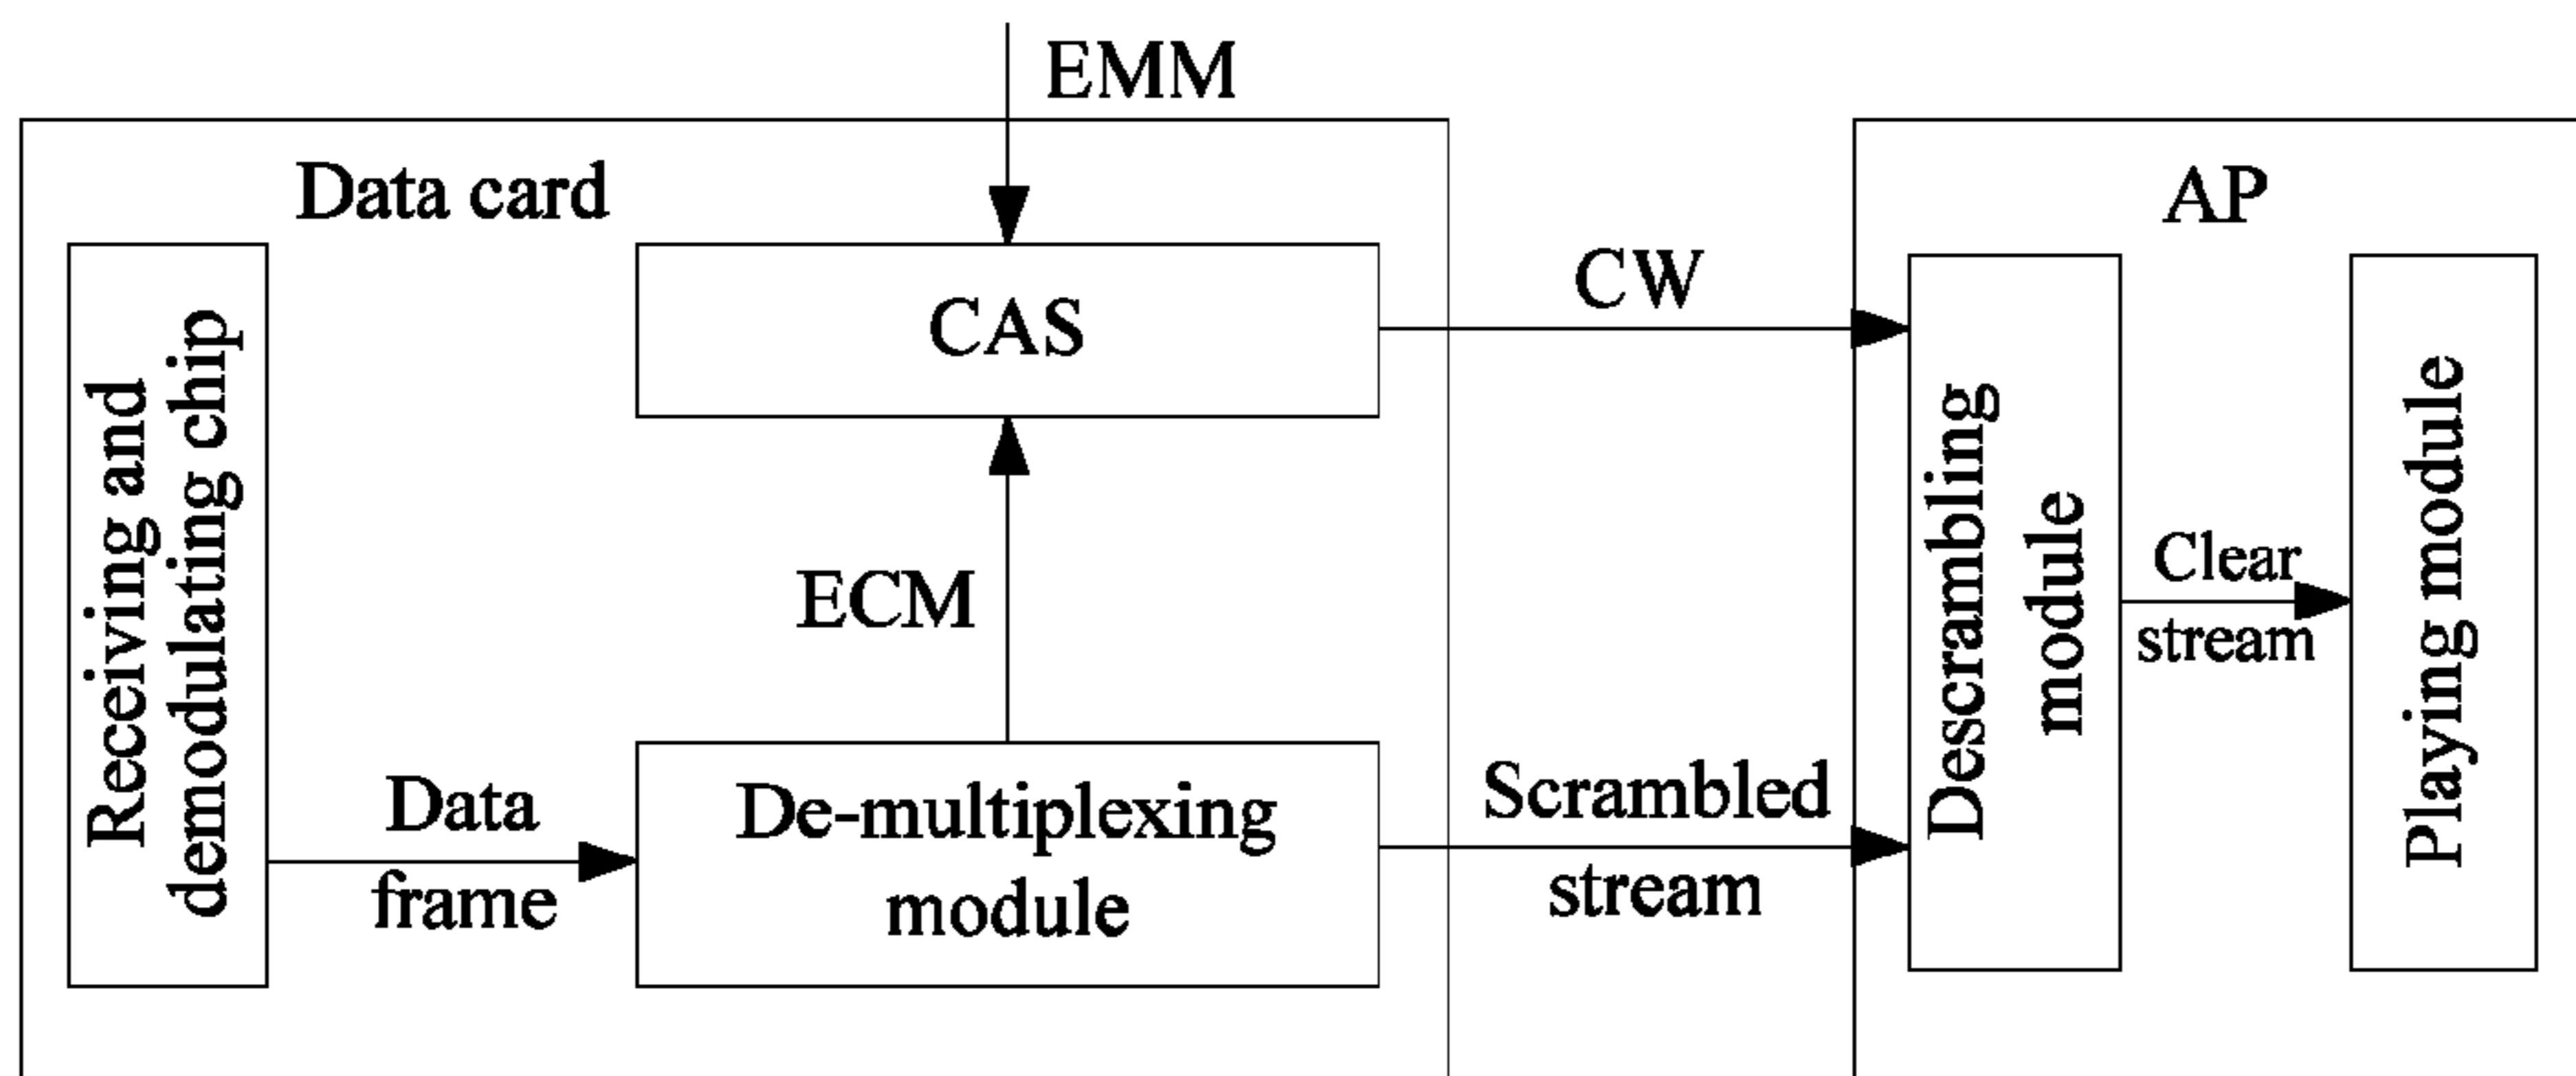 EMM
Data card
AP
Receiving and
demodulating chip
CAS
CW
ECM
Data
frame
De-multiplexing
module
Scrambled
stream
Descrambling
module
Clear
stream
Playing module